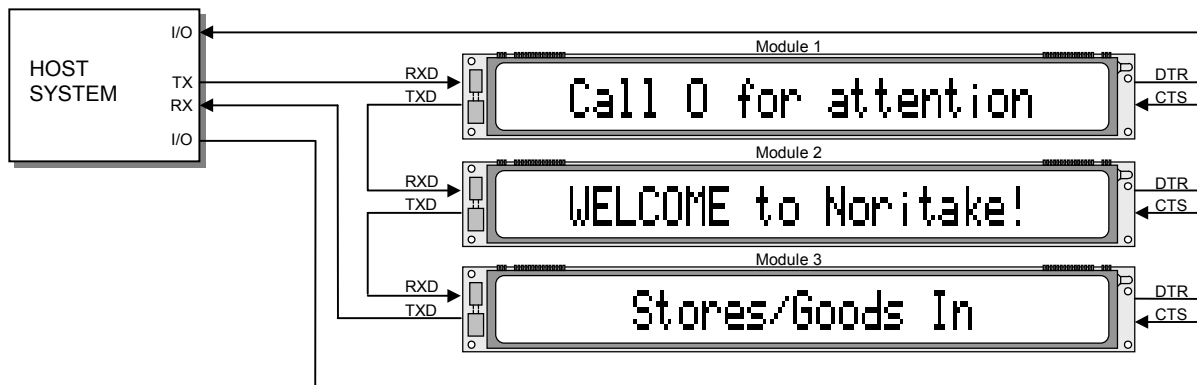 I/O
HOST
SYSTEM
TX
RX
I/O
Module 1
RXD
TXD
Call 0 for attention
DTR
CTS
Module 2
RXD
TXD
WELCOME to Noritake!
DTR
CTS
Module 3
RXD
TXD
Stores/Goods In
DTR
CTS